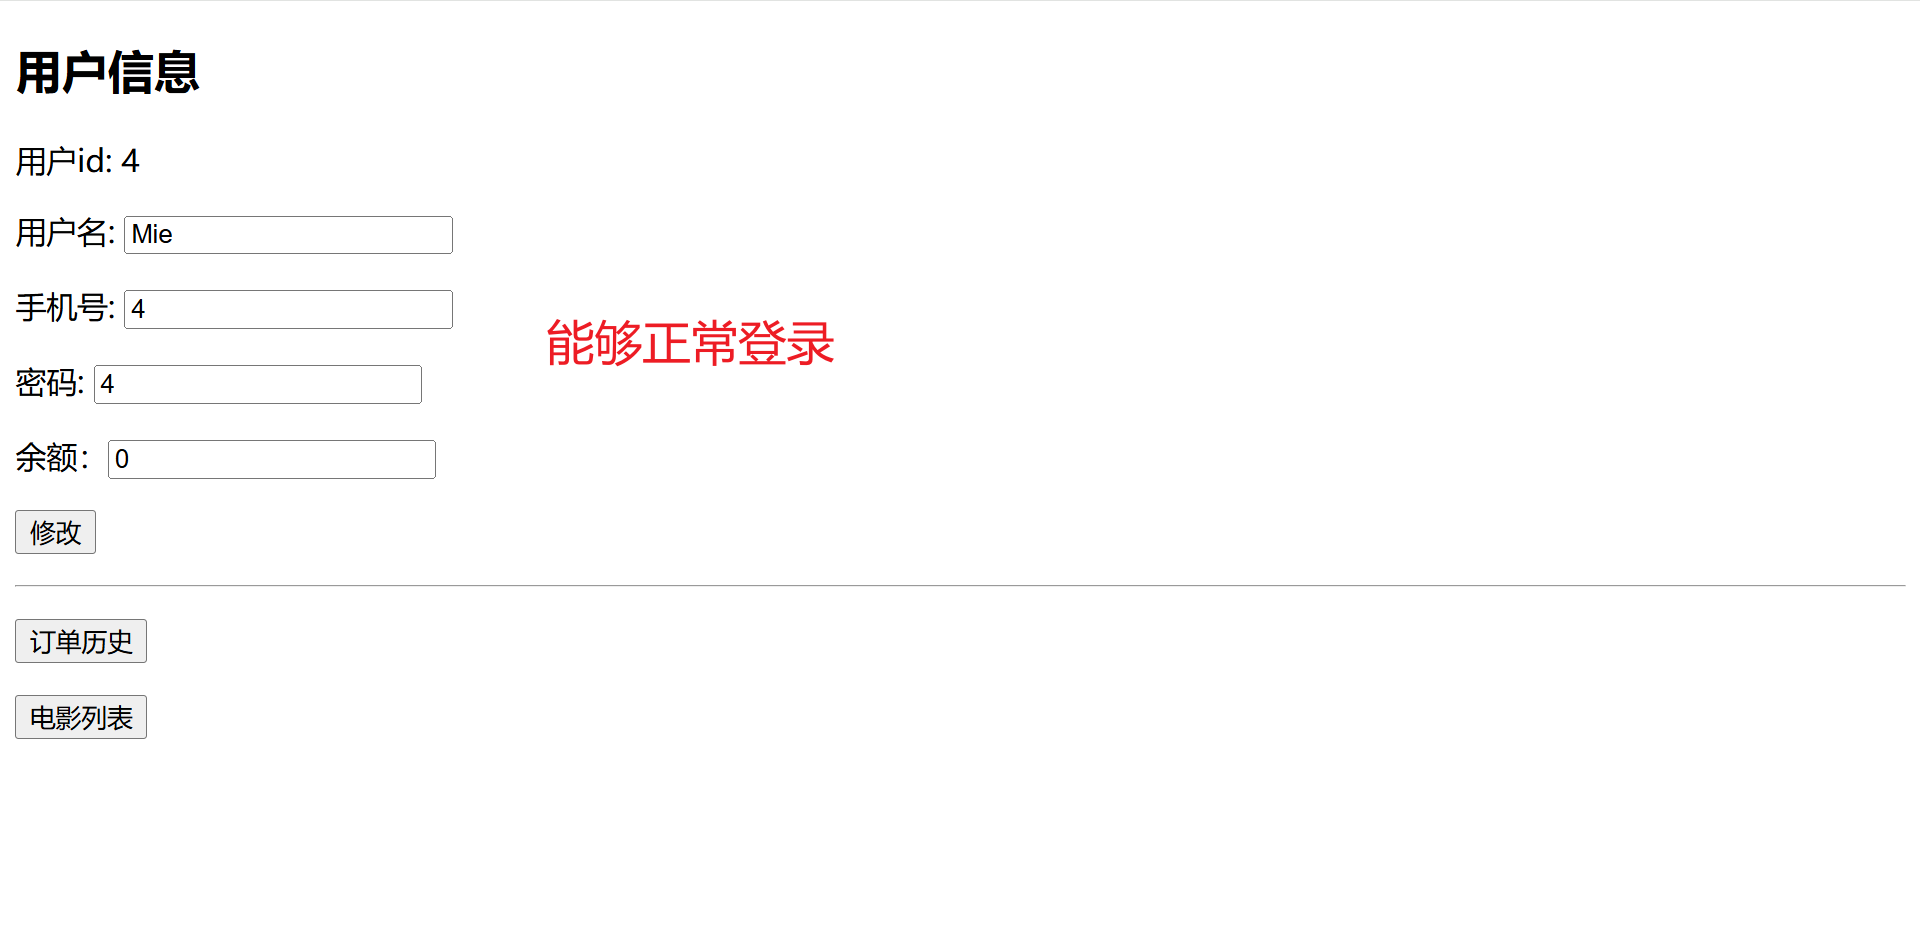 用户信息
用户id: 4
用户名: Mie
手机号: 4
能够正常登录
密码: 4
余额： 0
修改
订单历史
电影列表